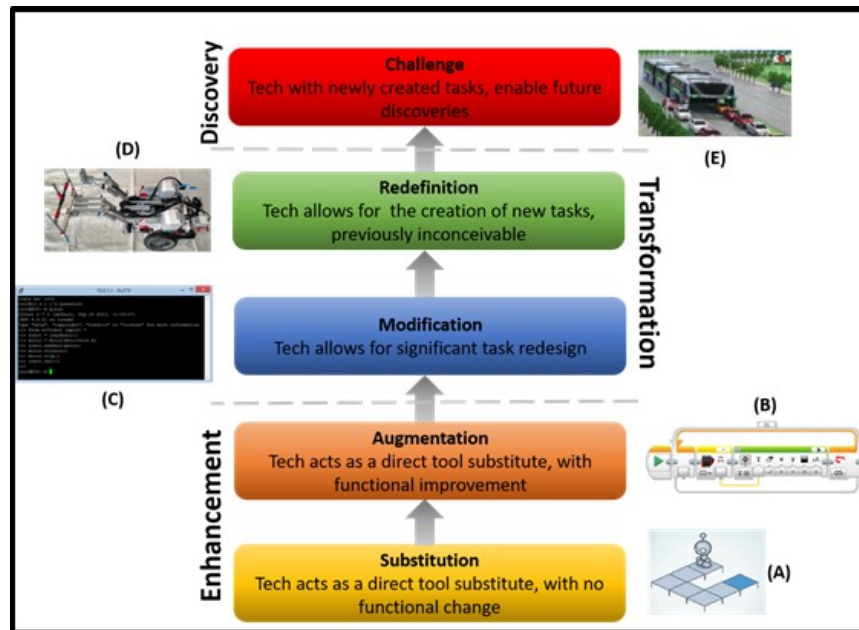 Discovery
Challenge
Tech with newly created tasks, enable future
discoveries
(E)
(D)
Redefinition
Tech allows for the creation of new tasks,
previously inconceivable
Transformation
Modification
Tech allows for significant task redesign
(C)
(B)
Enhancement
Augmentation
Tech acts as a direct tool substitute, with
functional improvement
Substitution
Tech acts as a direct tool substitute, with no
functional change
(A)